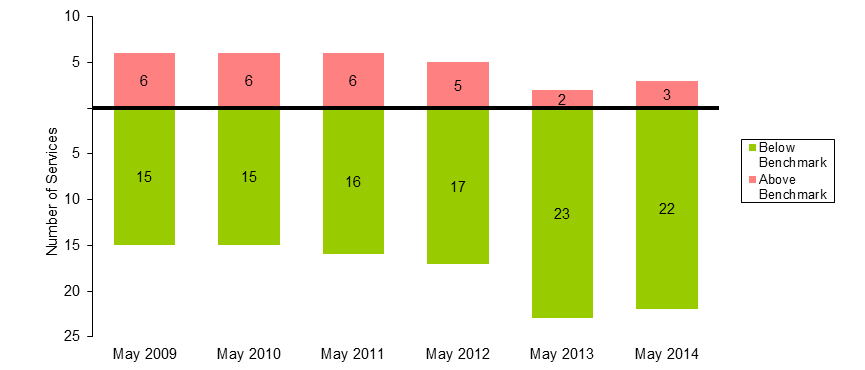 10
5
5
10
15
20
25
Number of Services
6
6
6
5
2
3
15
15
16
17
23
22
May 2009
May 2010
May 2011
May 2012
May 2013
May 2014
Below
Benchmark
Above
Benchmark